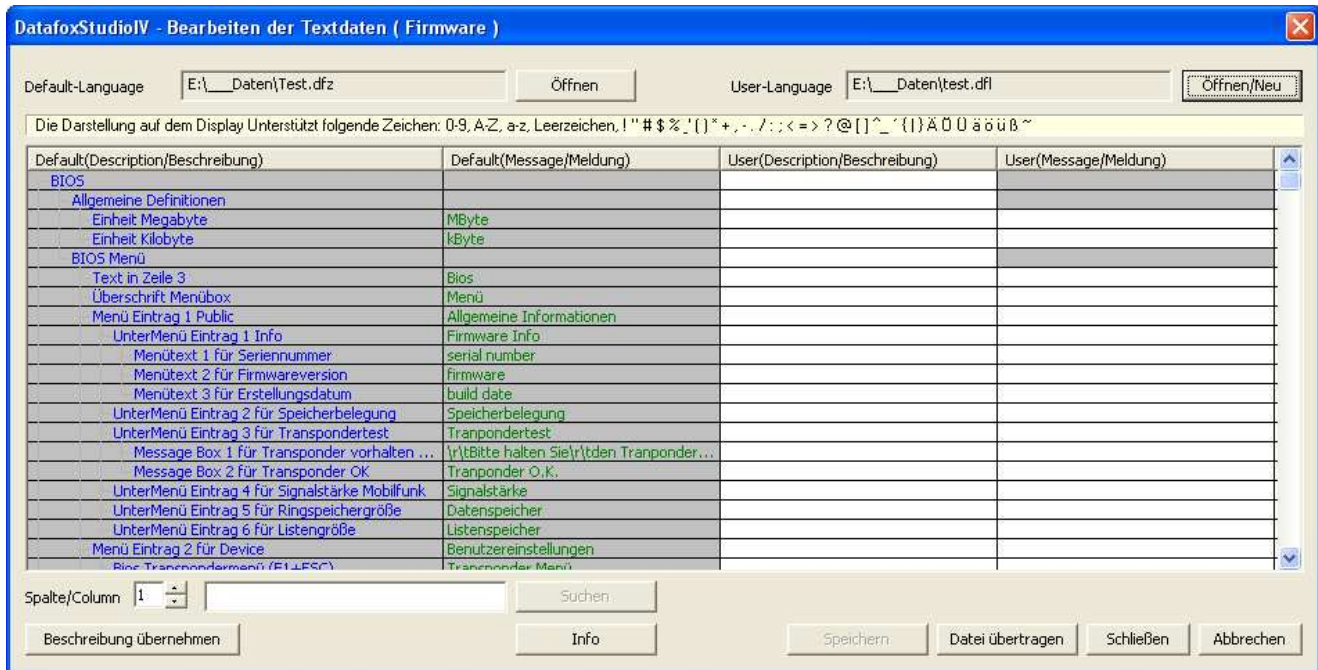 DatafoxStudioIV - Bearbeiten der Textdaten ( Firmware )
Default-Language E:\___Daten\Test.dfz Öffnen User-Language E:\___Daten\test.dfl Öffnen/Neu
Die Darstellung auf dem Display Unterstützt folgende Zeichen: 0-9, A-Z, a-z, Leerzeichen, ! " # $ % ,' ( ) * + , - . / : ; < = > ? @ [ ] ^ _ ´ { | } Ä Ö Ü ä ö ü ß ~
Default(Description/Beschreibung) Default(Message/Meldung) User(Description/Beschreibung) User(Message/Meldung)
BIOS
Allgemeine Definitionen
Einheit Megabyte MByte
Einheit Kilobyte kByte
BIOS Menü
Text in Zeile 3 Bios
Überschrift Menübox Menü
Menü Eintrag 1 Public Allgemeine Informationen
UnterMenü Eintrag 1 Info Firmware Info
Menütext 1 für Seriennummer serial number
Menütext 2 für Firmwareversion firmware
Menütext 3 für Erstellungsdatum build date
UnterMenü Eintrag 2 für Speicherbelegung Speicherbelegung
UnterMenü Eintrag 3 für Transpondertest Tranpondertest
Message Box 1 für Transponder vorhalten ... \r\tBitte halten Sie\r\tden Tranponder...
Message Box 2 für Transponder OK Tranponder O.K.
UnterMenü Eintrag 4 für Signalstärke Mobilfunk Signalstärke
UnterMenü Eintrag 5 für Ringspeichergröße Datenspeicher
UnterMenü Eintrag 6 für Listengröße Listenspeicher
Menü Eintrag 2 für Device Benutzereinstellungen
Bios Transpondermenü (F1+ESC) Transponder Menü
Spalte/Column 1 Suchen
Beschreibung übernehmen Info Speichern Datei übertragen Schließen Abbrechen